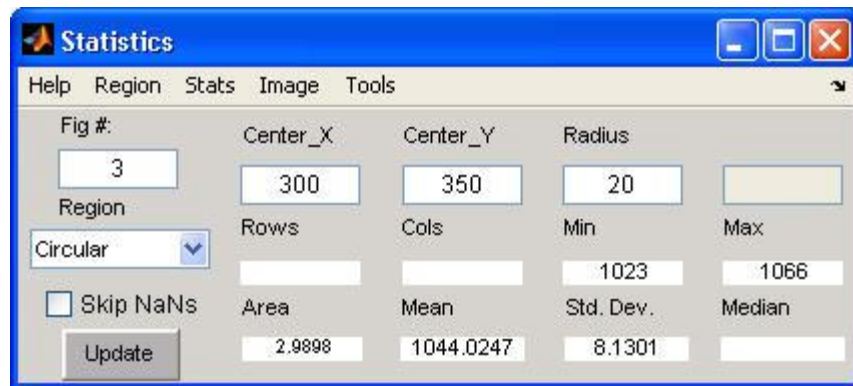 Statistics
Help Region Stats Image Tools
Fig #: Center_X Center_Y Radius
3 300 350 20
Region Rows Cols Min Max
Circular 1023 1066
Skip NaNs Area Mean Std. Dev. Median
Update 2.9898 1044.0247 8.1301